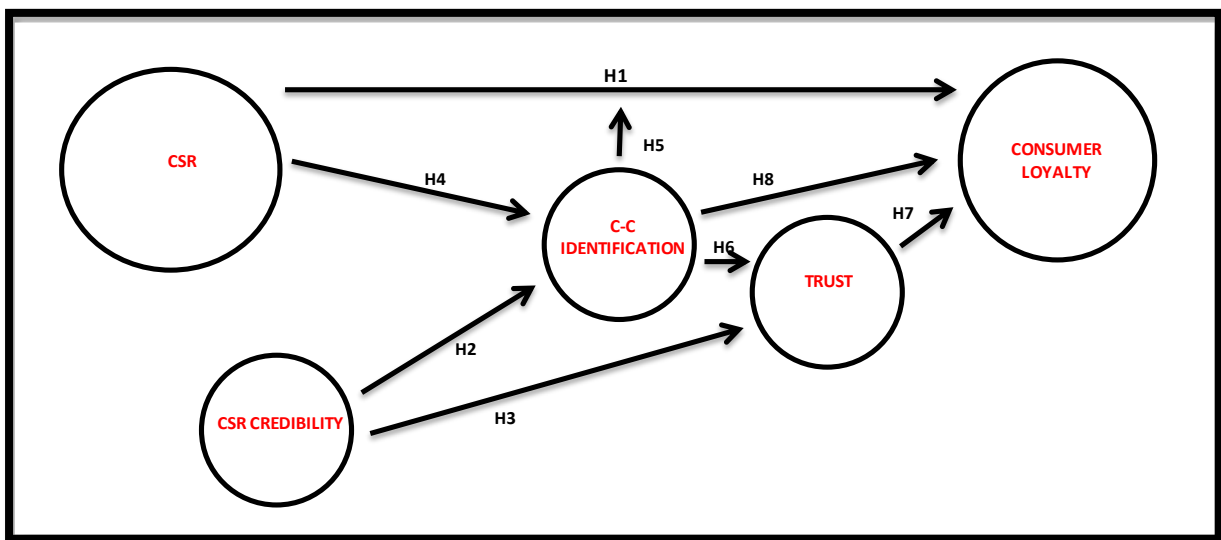 H1
CSR
CONSUMER
LOYALTY
H5
H4
H8
C-C
IDENTIFICATION
H7
H6
TRUST
H2
H3
CSR CREDIBILITY